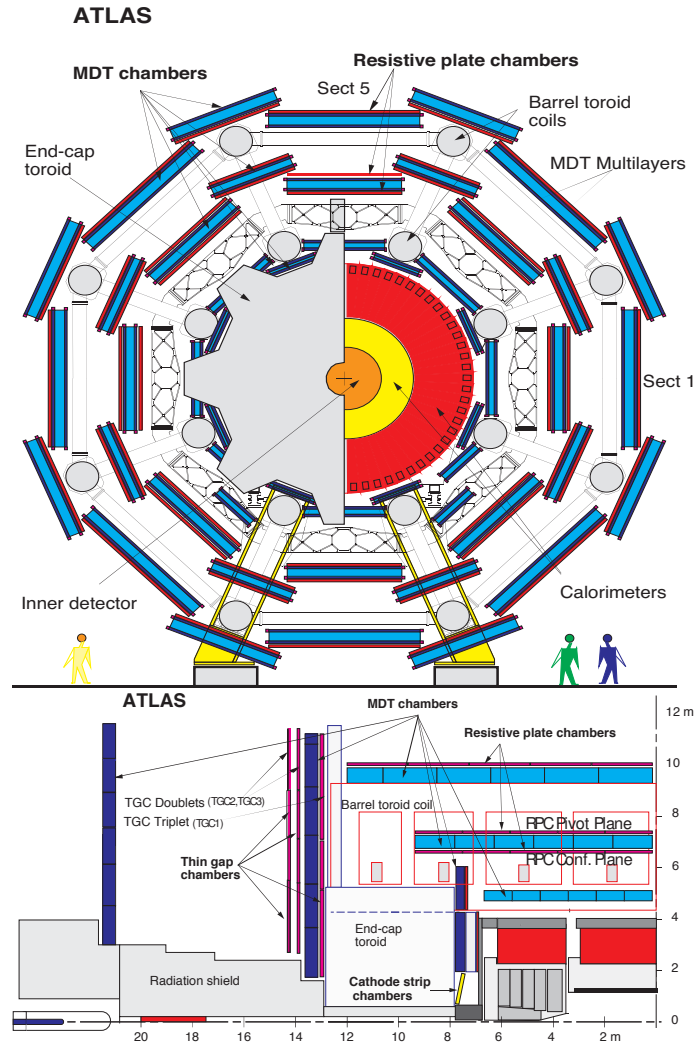 ATLAS
Resistive plate chambers
MDT chambers
Sect 5
Barrel toroid
coils
End-cap
toroid
MDT Multilayers
Sect 1
Inner detector
Calorimeters
ATLAS
MDT chambers
12 m
Resistive plate chambers
10
TGC Doublets (TGC2,TGC3)
Barrel toroid coil
8
TGC Triplet (TGC1)
RPC Pivot Plane
Thin gap
chambers
RPC Conf. Plane
6
4
End-cap
toroid
2
Radiation shield
Cathode strip
chambers
0
20 18 16 14 12 10 8 6 4 2 m